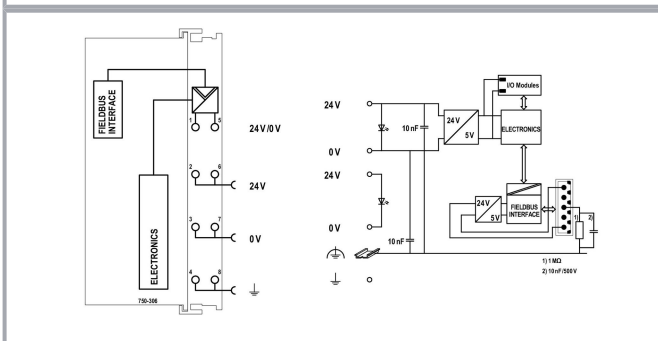 FIELDBUS
INTERFACE
ELECTRONICS
750-306
1 5
24 V/0 V
2 6
24 V
3 7
0 V
4 8
24 V
0 V
24 V
0 V
10 nF
10 nF
24 V
5 V
I/O Modules
ELECTRONICS
24 V
5 V
FIELDBUS
INTERFACE
1)
2)
1) 1 MΩ
2) 10 nF/500 V